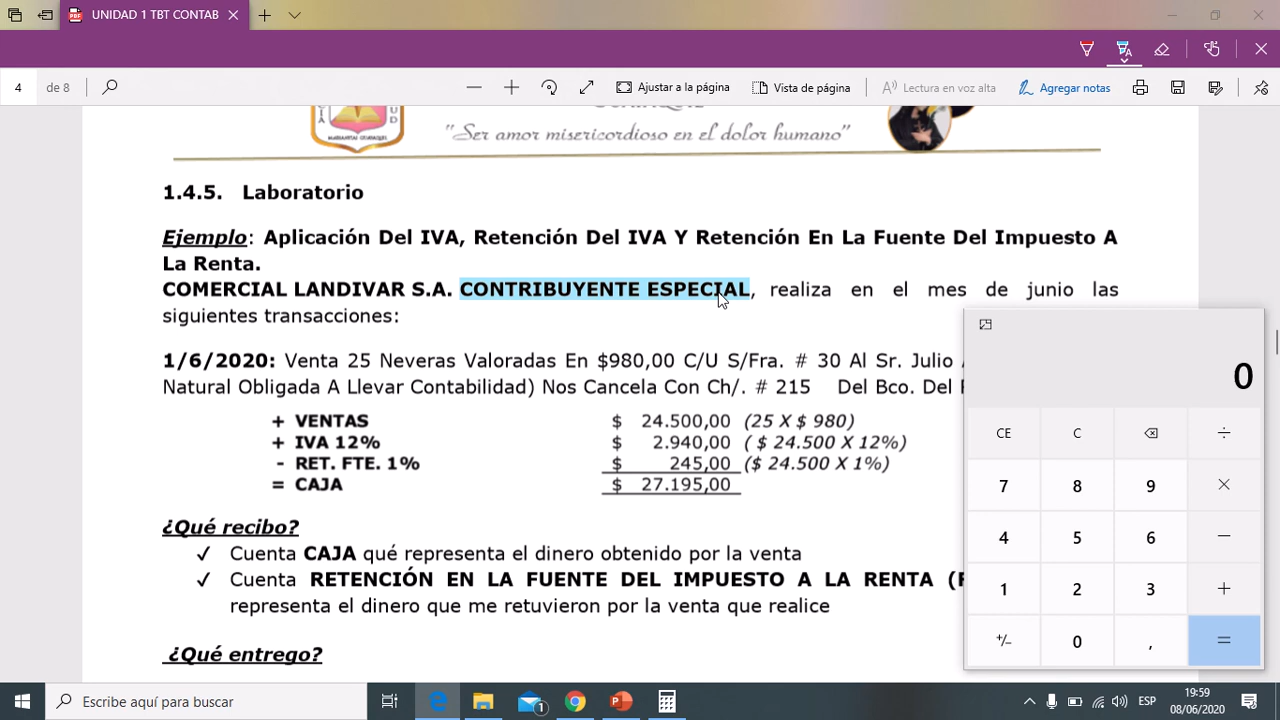 UNIDAD 1 TBT CONTAB
4 de 8
Ajustar a la página
Vista de página
Lectura en voz alta
Agregar notas
"Ser amor misericordioso en el dolor humano"
1.4.5. Laboratorio
Ejemplo: Aplicación Del IVA, Retención Del IVA Y Retención En La Fuente Del Impuesto A
La Renta.
COMERCIAL LANDIVAR S.A. CONTRIBUYENTE ESPECIAL, realiza en el mes de junio las
siguientes transacciones:
1/6/2020: Venta 25 Neveras Valoradas En $980,00 C/U S/Fra. # 30 Al Sr. Julio
Natural Obligada A Llevar Contabilidad) Nos Cancela Con Ch/. # 215 Del Bco. Del
+ VENTAS $ 24.500,00 (25 X $ 980)
+ IVA 12% $ 2.940,00 ( $ 24.500 X 12%)
- RET. FTE. 1% $ 245,00 ($ 24.500 X 1%)
= CAJA $ 27.195,00
¿Qué recibo?
✓ Cuenta CAJA qué representa el dinero obtenido por la venta
✓ Cuenta RETENCIÓN EN LA FUENTE DEL IMPUESTO A LA RENTA
representa el dinero que me retuvieron por la venta que realice
¿Qué entrego?
0
CE C ÷
7 8 9 ×
4 5 6 −
1 2 3 +
+/- 0 , =
Escribe aquí para buscar
1
ESP
19:59
08/06/2020